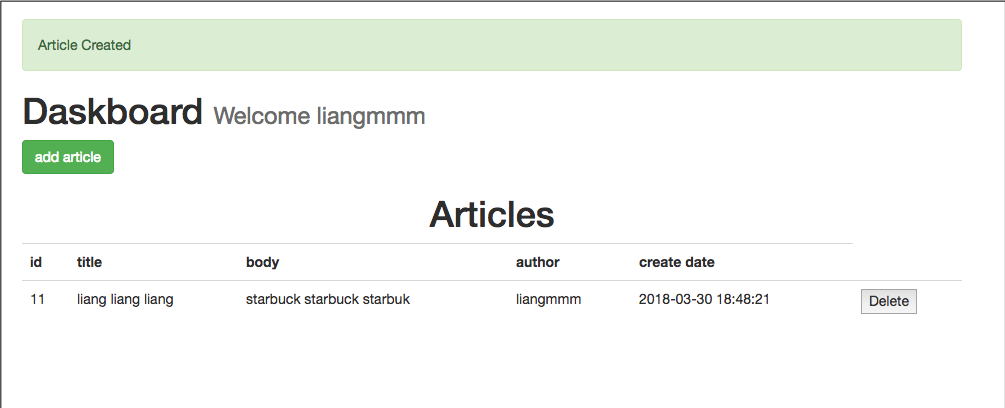 Article Created
Daskboard Welcome liangmmm
add article
Articles
id title body author create date
11 liang liang liang starbuck starbuck starbuk liangmmm 2018-03-30 18:48:21 Delete